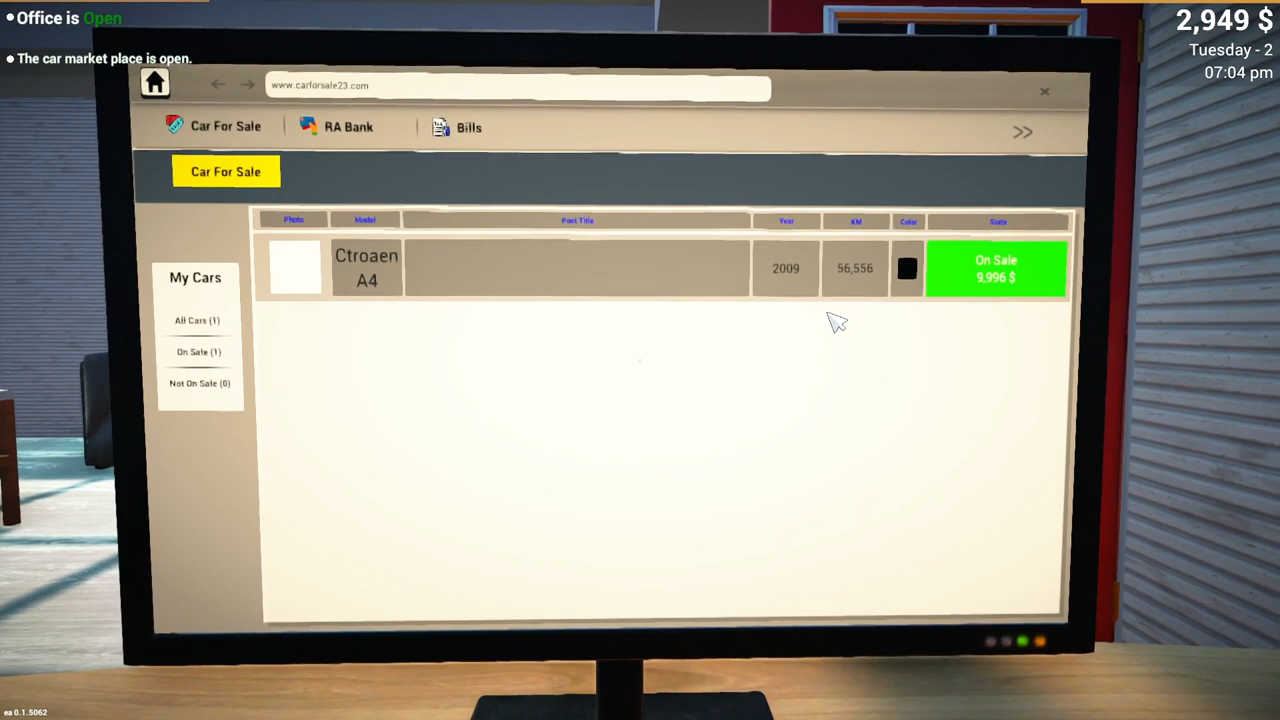 Office is Open
2,949 $
Tuesday - 2
07:04 pm
The car market place is open.
www.carforsale23.com
Car For Sale
RA Bank
Bills
Car For Sale
Photo
Model
Post Title
Year
KM
Color
State
Ctroaen
A4
2009
56,556
On Sale
9,996 $
My Cars
All Cars (1)
On Sale (1)
Not On Sale (0)
ea 0.1.5062